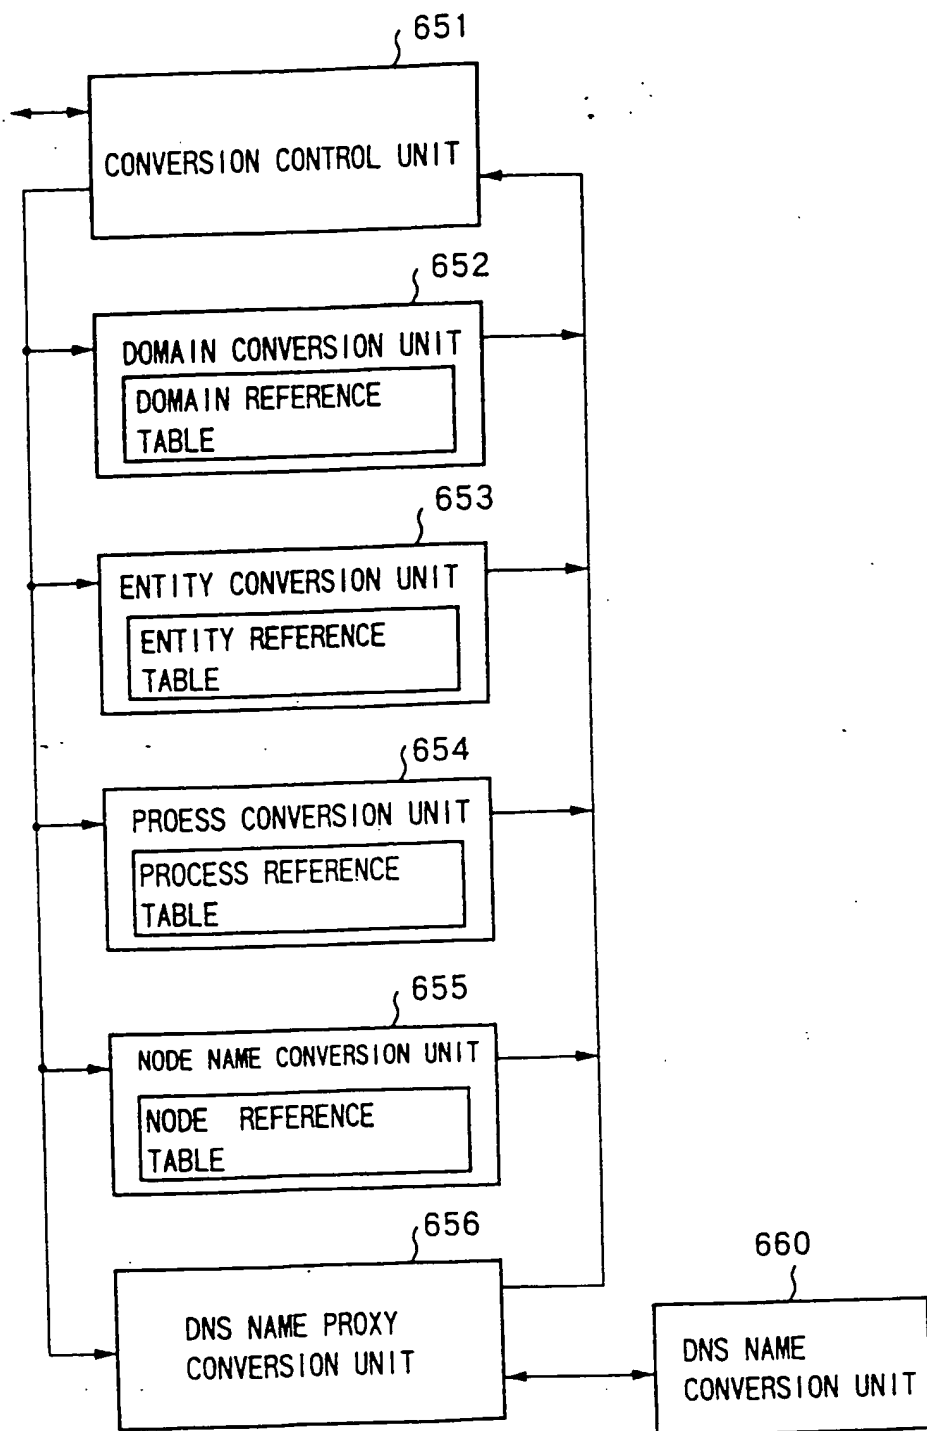 651
CONVERSION CONTROL UNIT
652
DOMAIN CONVERSION UNIT
DOMAIN REFERENCE
TABLE
653
ENTITY CONVERSION UNIT
ENTITY REFERENCE
TABLE
654
PROESS CONVERSION UNIT
PROCESS REFERENCE
TABLE
655
NODE NAME CONVERSION UNIT
NODE REFERENCE
TABLE
656
DNS NAME PROXY
CONVERSION UNIT
660
DNS NAME
CONVERSION UNIT